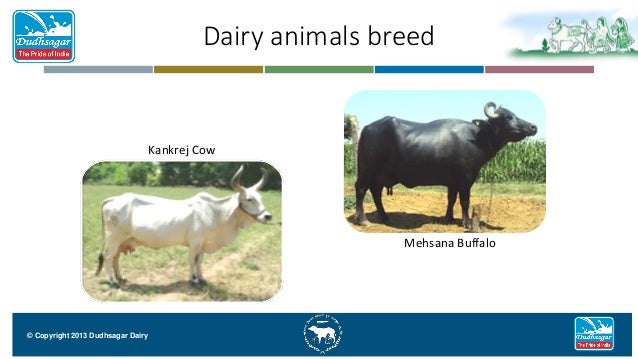 Dudhsagar
The Pride of India
Dairy animals breed
Kankrej Cow
Mehsana Buffalo
© Copyright 2013 Dudhsagar Dairy
Dudhsagar
The Pride of India